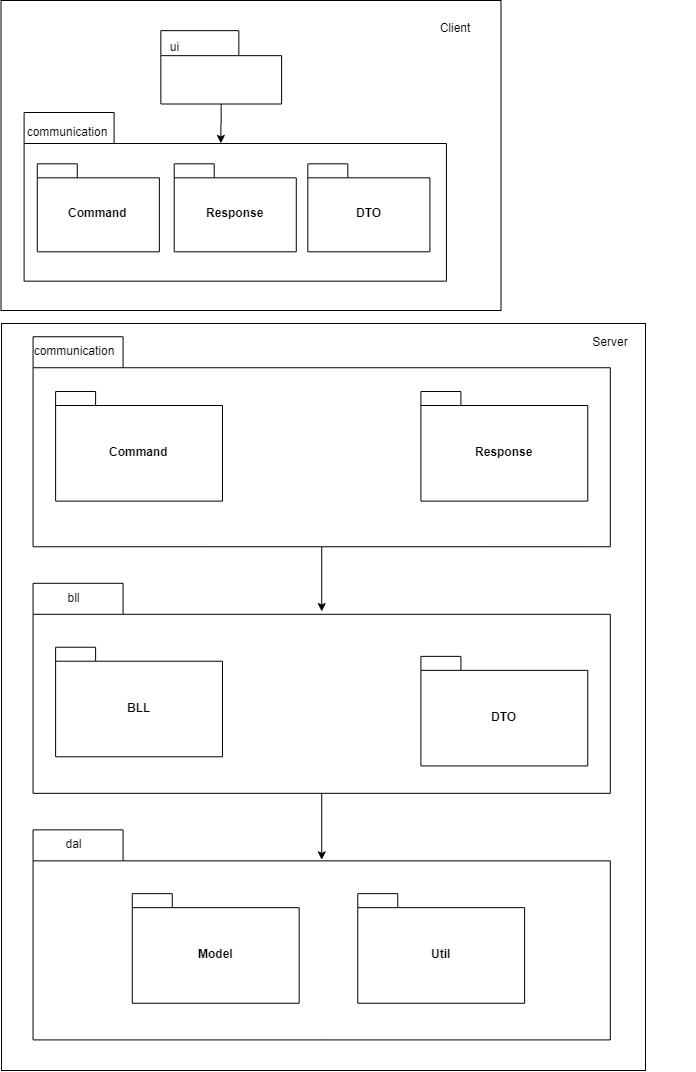 Client
ui
communication
Command
Response
DTO
Server
communication
Command
Response
bll
BLL
DTO
dal
Model
Util